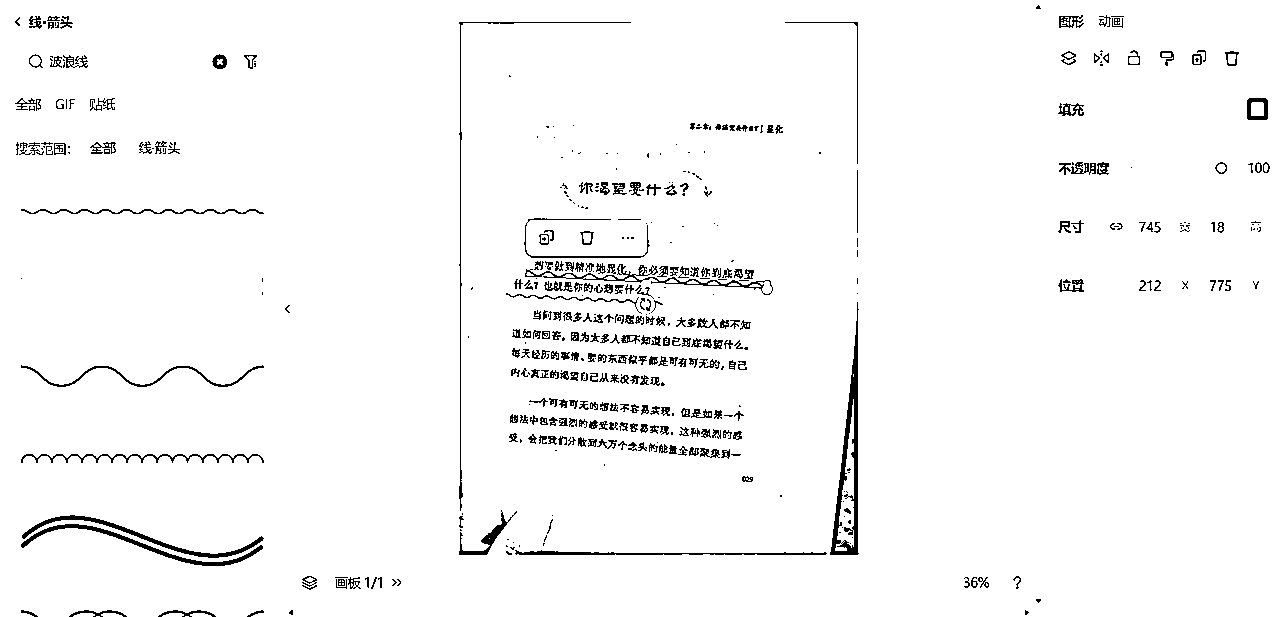 线·箭头
波浪线
全部 GIF 贴纸
搜索范围： 全部 线·箭头
显化
你渴望要什么？
想要做到精准地显化，你必须要知道你到底渴望
什么？也就是你的心想要什么？
当问到很多人这个问题的时候，大多数人都不知
道如何回答，因为太多人都不知道自己到底渴望什么。
每天经历的事情、要的东西似乎都是可有可无的，自己
内心真正的渴望自己从来没有发现。
一个可有可无的想法不容易实现，但是如果一个
想法中包含强烈的感受就很容易实现，这种强烈的感
受，会把我们分散到六万个念头的能量全部聚集到一
029
画板 1/1
36% ?
图形 动画
填充
不透明度 100
尺寸 745 宽 18 高
位置 212 X 775 Y